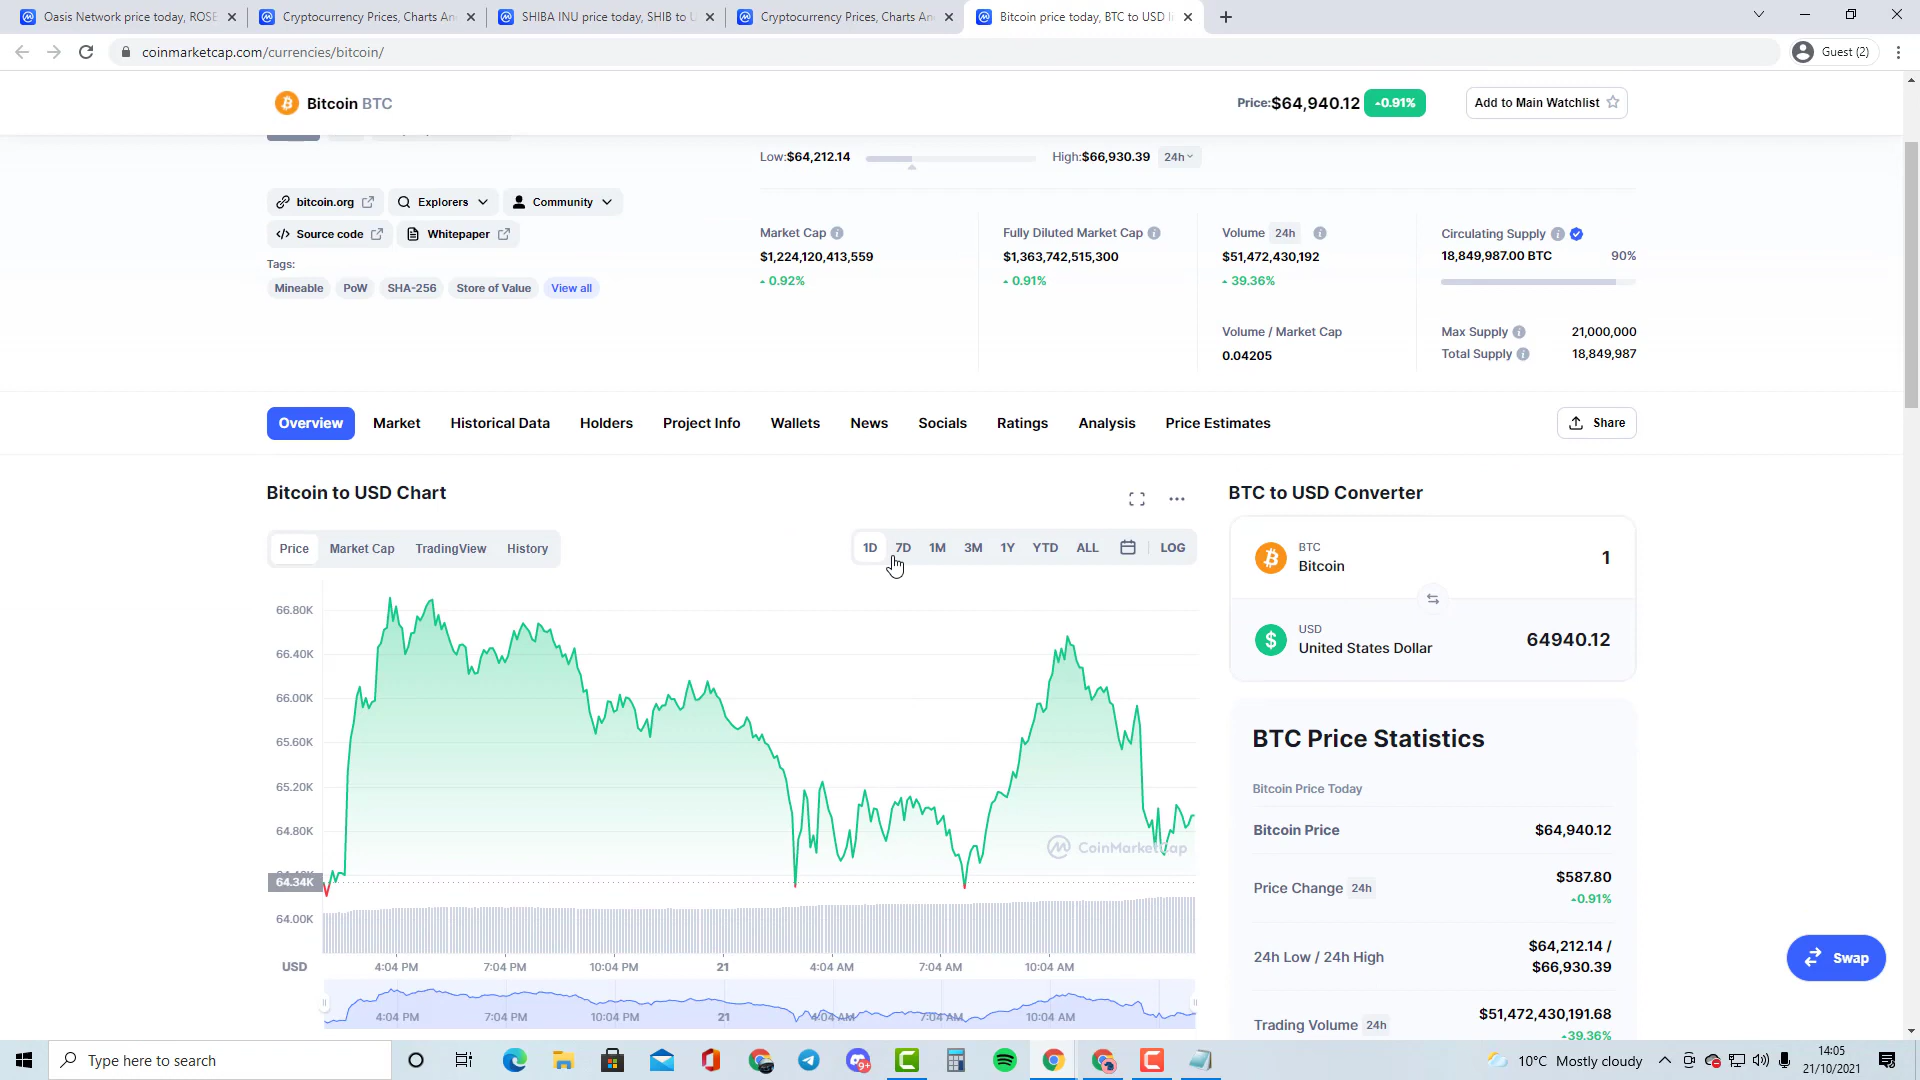 Oasis Network price today, ROSE
Cryptocurrency Prices, Charts An
SHIBA INU price today, SHIB to U
Cryptocurrency Prices, Charts An
Bitcoin price today, BTC to USD li
coinmarketcap.com/currencies/bitcoin/
Guest (2)
Bitcoin BTC
Price:$64,940.12 0.91%
Add to Main Watchlist
Low:$64,212.14
High:$66,930.39 24h
bitcoin.org
Explorers
Community
Source code
Whitepaper
Tags:
Mineable
PoW
SHA-256
Store of Value
View all
Market Cap
$1,224,120,413,559
0.92%
Fully Diluted Market Cap
$1,363,742,515,300
0.91%
Volume 24h
$51,472,430,192
39.36%
Volume / Market Cap
0.04205
Circulating Supply
18,849,987.00 BTC 90%
Max Supply 21,000,000
Total Supply 18,849,987
Overview Market Historical Data Holders Project Info Wallets News Socials Ratings Analysis Price Estimates
Share
Bitcoin to USD Chart
Price Market Cap TradingView History
1D 7D 1M 3M 1Y YTD ALL LOG
66.80K
66.40K
66.00K
65.60K
65.20K
64.80K
64.34K
64.00K
CoinMarketCap
USD 4:04 PM 7:04 PM 10:04 PM 21 4:04 AM 7:04 AM 10:04 AM
4:04 PM 7:04 PM 10:04 PM 21 4:04 AM 7:04 AM 10:04 AM
BTC to USD Converter
BTC
Bitcoin 1
USD
United States Dollar 64940.12
BTC Price Statistics
Bitcoin Price Today
Bitcoin Price $64,940.12
Price Change 24h $587.80
0.91%
24h Low / 24h High $64,212.14 /
$66,930.39
Trading Volume 24h $51,472,430,191.68
39.36%
Swap
Type here to search
9+
10°C Mostly cloudy
14:05
21/10/2021